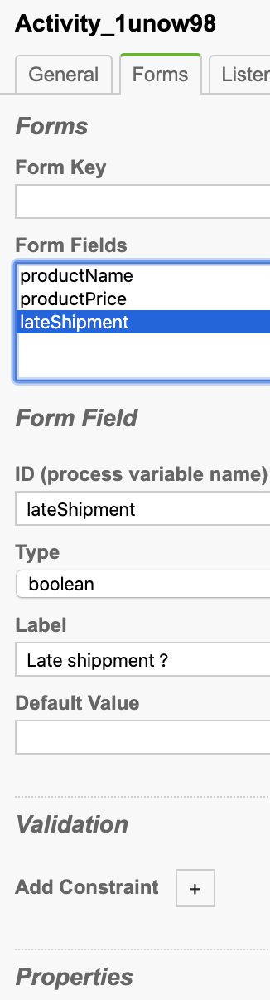 Activity_1unow98
General
Forms
Listen
Forms
Form Key
Form Fields
productName
productPrice
lateShipment
Form Field
ID (process variable name)
lateShipment
Type
boolean
Label
Late shippment ?
Default Value
Validation
Add Constraint +
Properties